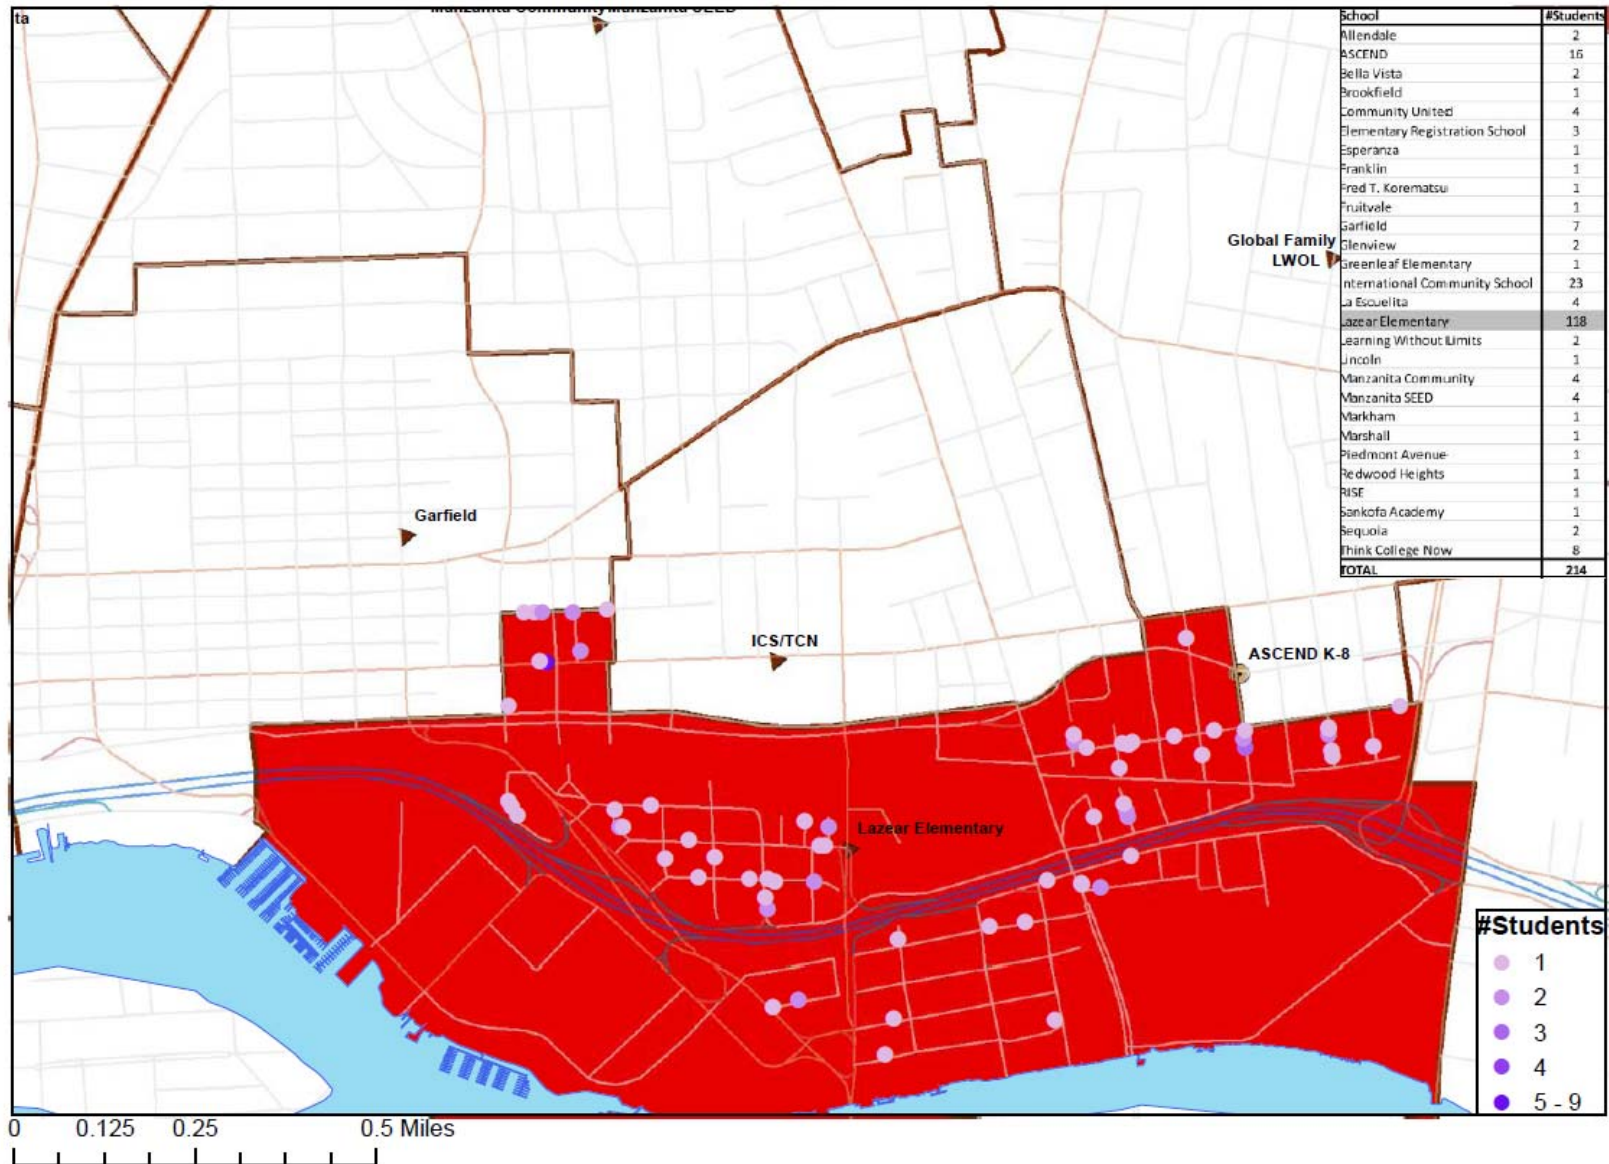 ta
School #Students
Allendale 2
ASCEND 16
Bella Vista 2
Brookfield 1
Community United 4
Elementary Registration School 3
Esperanza 1
Franklin 1
Fred T. Korematsu 1
Fruitvale 1
Garfield 7
Glenview 2
Greenleaf Elementary 1
International Community School 23
La Escuelita 4
Lazear Elementary 118
Learning Without Limits 2
Lincoln 1
Manzanita Community 4
Manzanita SEED 4
Markham 1
Marshall 1
Piedmont Avenue 1
Redwood Heights 1
RISE 1
Sankofa Academy 1
Sequoia 2
Think College Now 8
TOTAL 214
Manzanita Community Manzanita SEED
Global Family
LWOL
Garfield
ICS/TCN
ASCEND K-8
Lazear Elementary
#Students
1
2
3
4
5 - 9
0 0.125 0.25 0.5 Miles